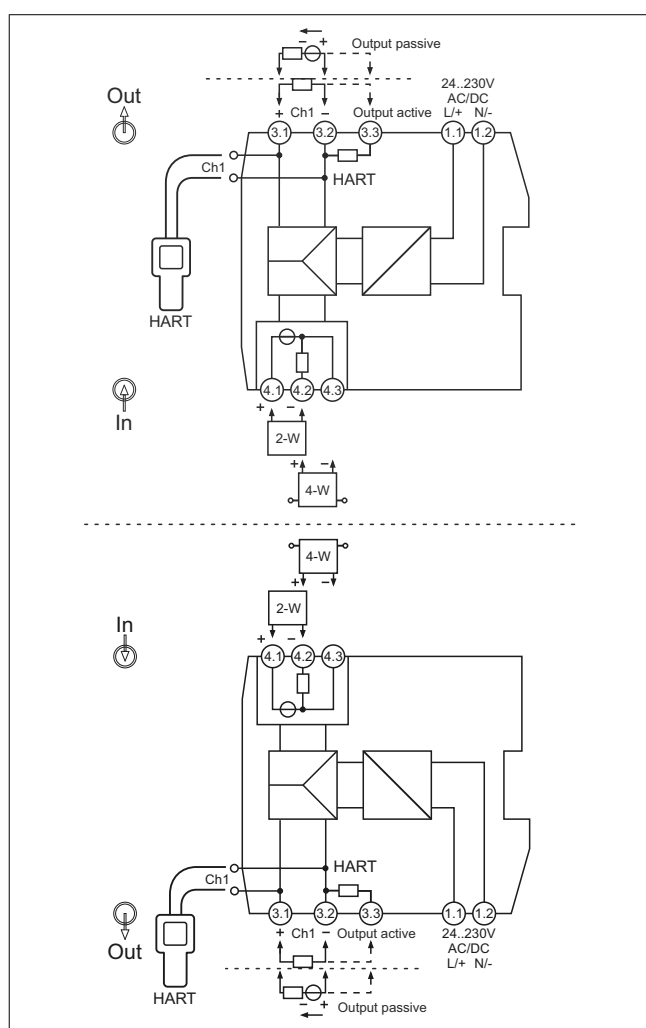 − + Output passive
24..230V
Out AC/DC
+ Ch1 − Output active L/+ N/-
3.1 3.2 3.3 1.1 1.2
Ch1
HART
HART
4.1 4.2 4.3
In + −
2-W
+ −
4-W
4-W
+ −
2-W
In + −
4.1 4.2 4.3
HART
Ch1
3.1 3.2 3.3 1.1 1.2
+ Ch1 − Output active 24..230V
Out AC/DC
L/+ N/-
HART − + Output passive